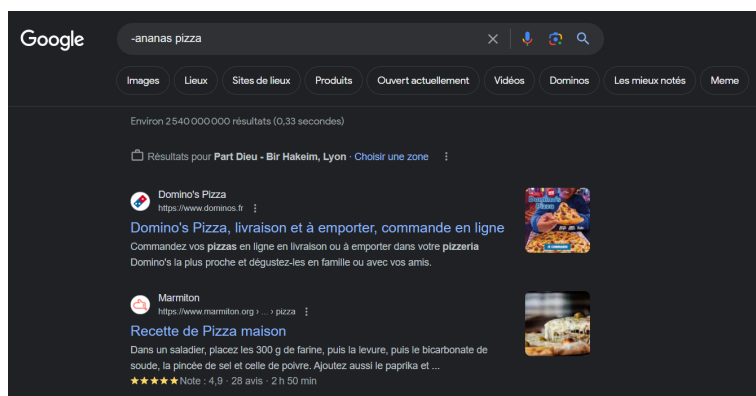 Google
-ananas pizza
Images
Lieux
Sites de lieux
Produits
Ouvert actuellement
Vidéos
Dominos
Les mieux notés
Meme
Environ 2 540 000 000 résultats (0,33 secondes)
Résultats pour Part Dieu - Bir Hakeim, Lyon · Choisir une zone
Domino's Pizza
https://www.dominos.fr
Domino's Pizza, livraison et à emporter, commande en ligne
Commandez vos pizzas en ligne en livraison ou à emporter dans votre pizzeria
Domino's la plus proche et dégustez-les en famille ou avec vos amis.
Marmiton
https://www.marmiton.org › ... › pizza
Recette de Pizza maison
Dans un saladier, placez les 300 g de farine, puis la levure, puis le bicarbonate de
soude, la pincée de sel et celle de poivre. Ajoutez aussi le paprika et ...
★★★★★ Note : 4,9 · 28 avis · 2 h 50 min